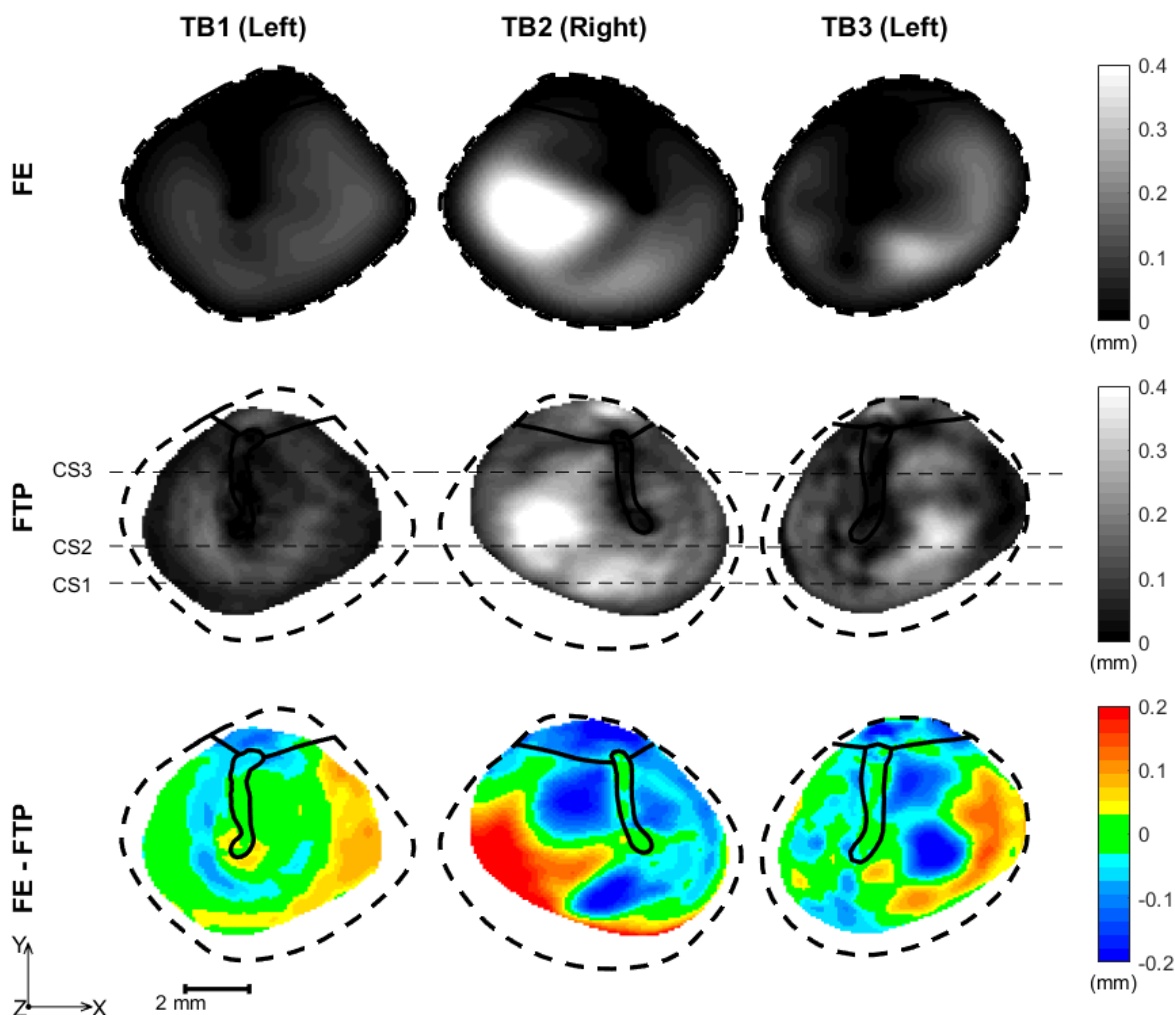 TB1 (Left) TB2 (Right) TB3 (Left)
FE
0.4
0.3
0.2
0.1
0
(mm)
FTP
CS3
CS2
CS1
0.4
0.3
0.2
0.1
0
(mm)
FE - FTP
0.2
0.1
0
-0.1
-0.2
(mm)
Y
Z X
2 mm